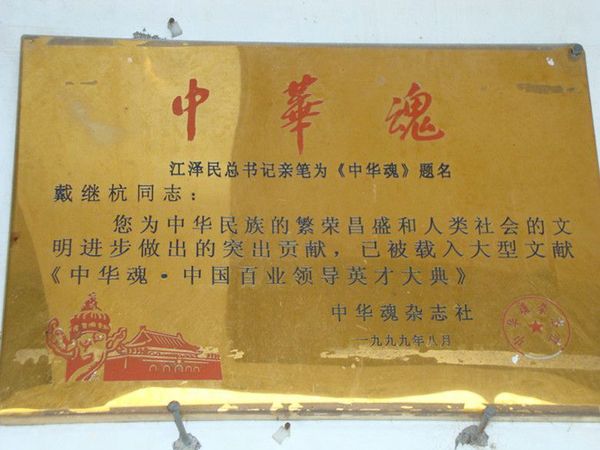 中華魂
江泽民总书记亲笔为《中华魂》题名
戴继杭同志：
您为中华民族的繁荣昌盛和人类社会的文
明进步做出的突出贡献，已被载入大型文献
《中华魂·中国百业领导英才大典》
中华魂杂志社
一九九九年八月